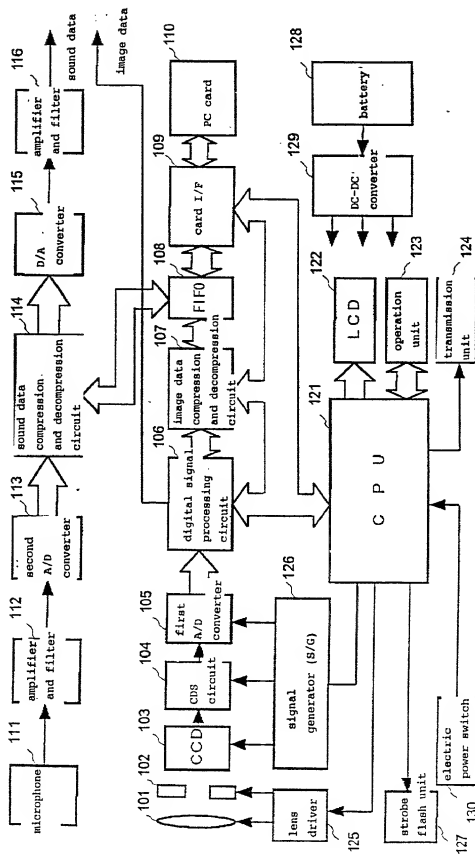 111
microphone
112
amplifier
and filter
113
second
A/D
converter
114
sound data
compression
and decompression
circuit
115
D/A
converter
116
amplifier
and filter
sound data
image data
101
102
103
CCD
104
CDS
circuit
105
first
A/D
converter
106
digital signal
processing
circuit
107
image data
compression
and decompression
circuit
108
FIFO
109
card I/F
110
PC card
lens
driver
125
126
signal
generator (S/G)
121
CPU
122
LCD
123
operation
unit
124
transmission
unit
128
battery
129
DC-DC
converter
strobe
flash unit
127
electric
power switch
130